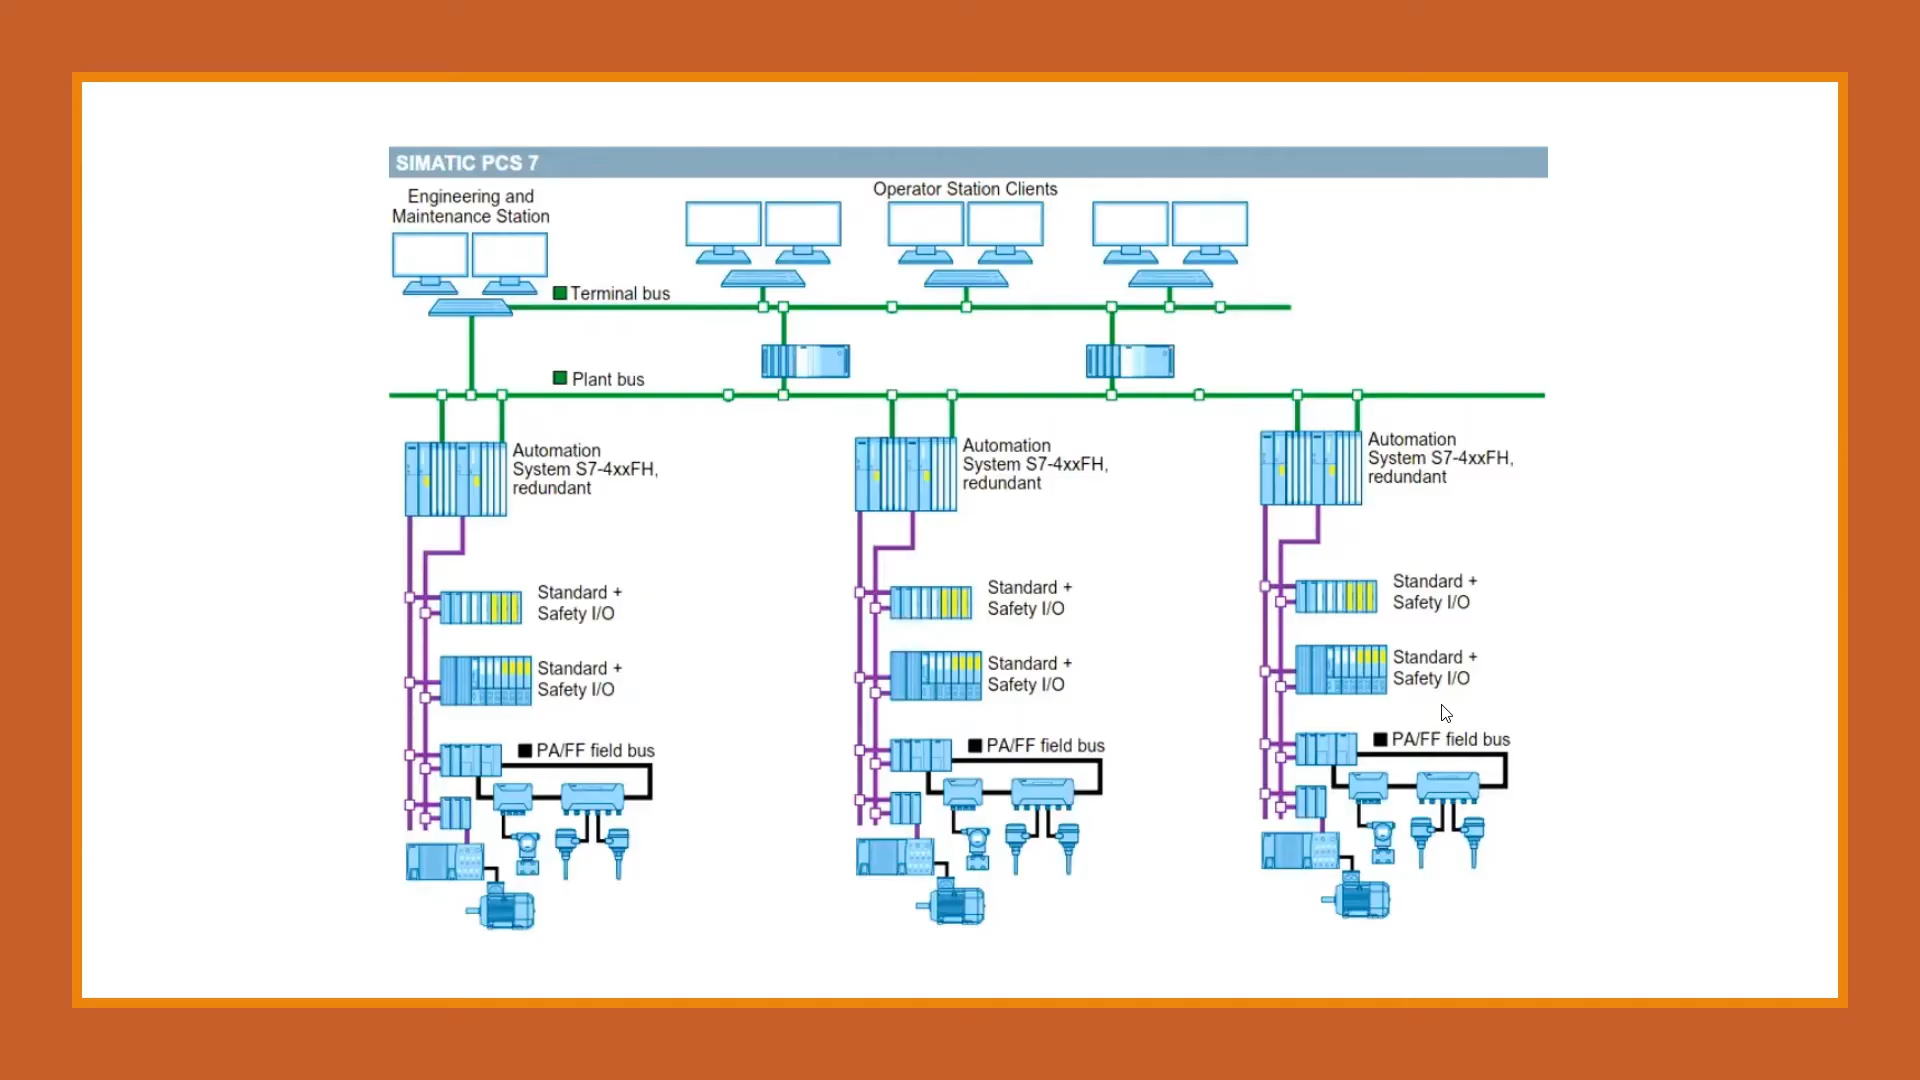 SIMATIC PCS 7
Engineering and
Maintenance Station
Operator Station Clients
Terminal bus
Plant bus
Automation
System S7-4xxFH,
redundant
Automation
System S7-4xxFH,
redundant
Automation
System S7-4xxFH,
redundant
Standard +
Safety I/O
Standard +
Safety I/O
Standard +
Safety I/O
Standard +
Safety I/O
Standard +
Safety I/O
Standard +
Safety I/O
PA/FF field bus
PA/FF field bus
PA/FF field bus